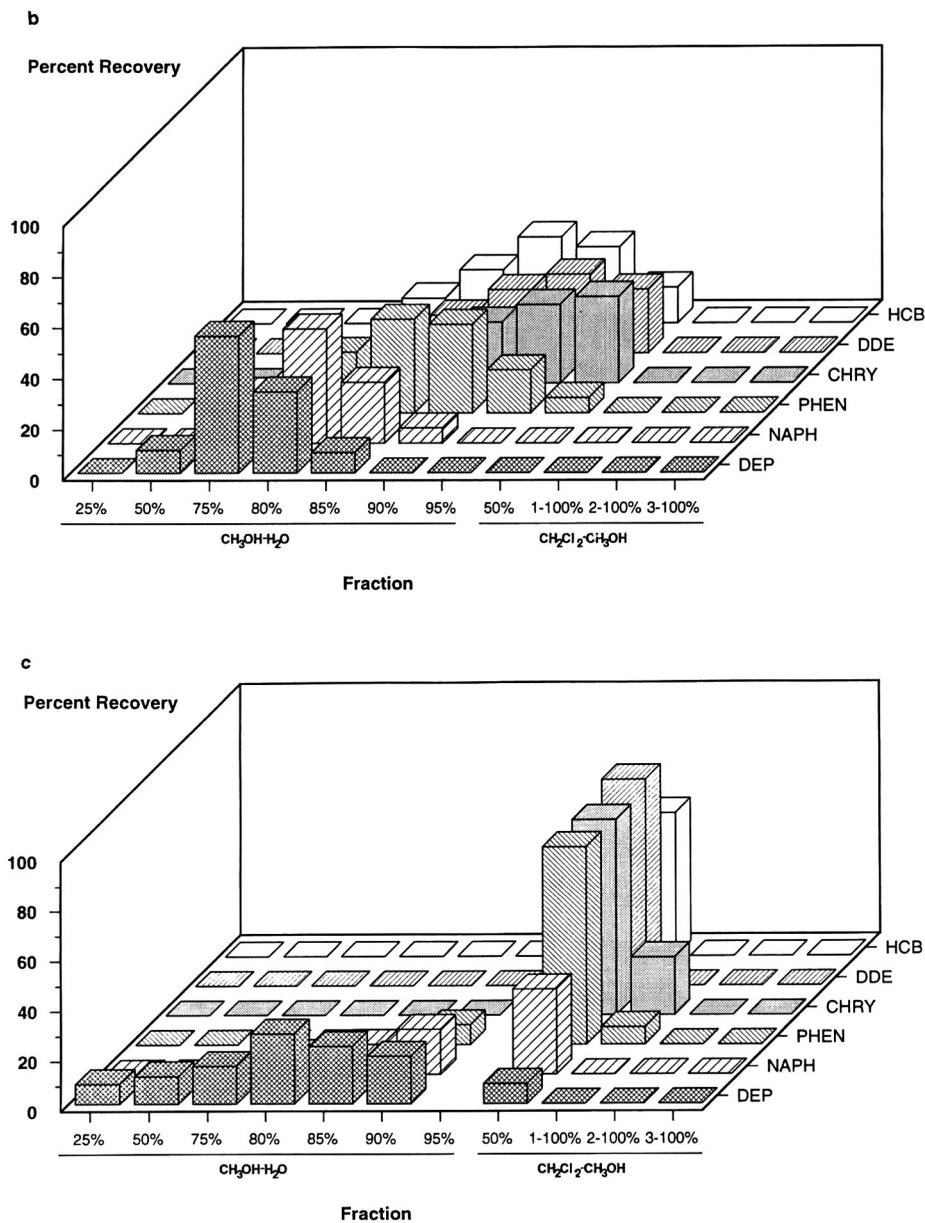 b
Percent Recovery
100
80
60
40
20
0
HCB
DDE
CHRY
PHEN
NAPH
DEP
25% 50% 75% 80% 85% 90% 95% 50% 1-100% 2-100% 3-100%
CH3OH-H2O CH2Cl2-CH3OH
Fraction
c
Percent Recovery
100
80
60
40
20
0
HCB
DDE
CHRY
PHEN
NAPH
DEP
25% 50% 75% 80% 85% 90% 95% 50% 1-100% 2-100% 3-100%
CH3OH-H2O CH2Cl2-CH3OH
Fraction